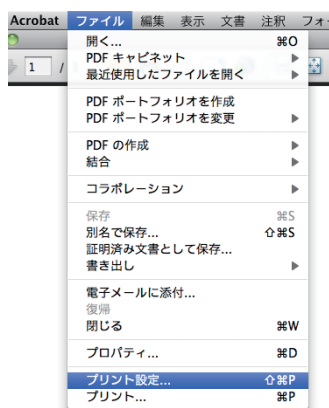 Acrobat ファイル 編集 表示 文書 注釈 フォ
1 /
開く... ⌘O
PDF キャビネット
最近使用したファイルを開く
PDF ポートフォリオを作成
PDF ポートフォリオを変更
PDF の作成
結合
コラボレーション
保存 ⌘S
別名で保存... ⇧⌘S
証明済み文書として保存...
書き出し
電子メールに添付...
復帰
閉じる ⌘W
プロパティ... ⌘D
プリント設定... ⇧⌘P
プリント... ⌘P